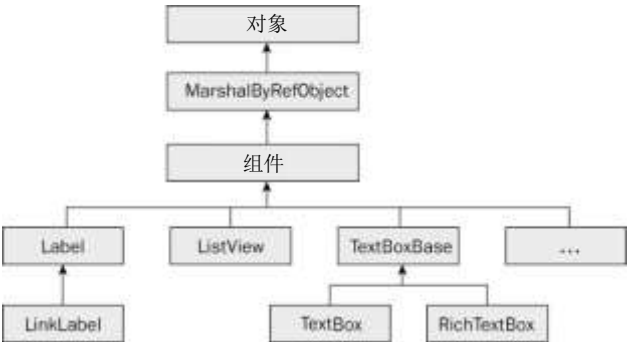 对象
MarshalByRefObject
组件
Label
ListView
TextBoxBase
...
LinkLabel
TextBox
RichTextBox